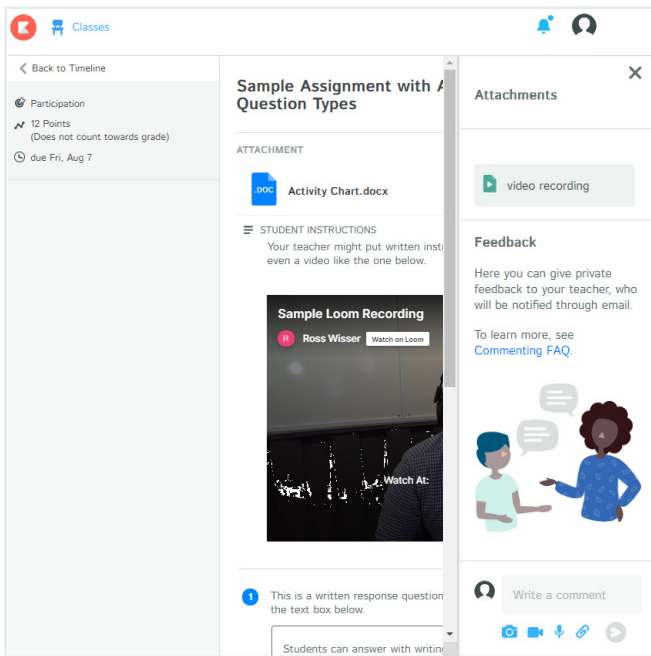 Classes
Back to Timeline
Participation
12 Points
(Does not count towards grade)
due Fri, Aug 7
Sample Assignment with
Question Types
ATTACHMENT
.DOC
Activity Chart.docx
STUDENT INSTRUCTIONS
Your teacher might put written
even a video like the one below.
Sample Loom Recording
R
Ross Wisser
Watch on Loom
Watch At:
1
This is a written response question
the text box below.
Students can answer with writing
Attachments
video recording
Feedback
Here you can give private
feedback to your teacher, who
will be notified through email.
To learn more, see
Commenting FAQ.
Write a comment